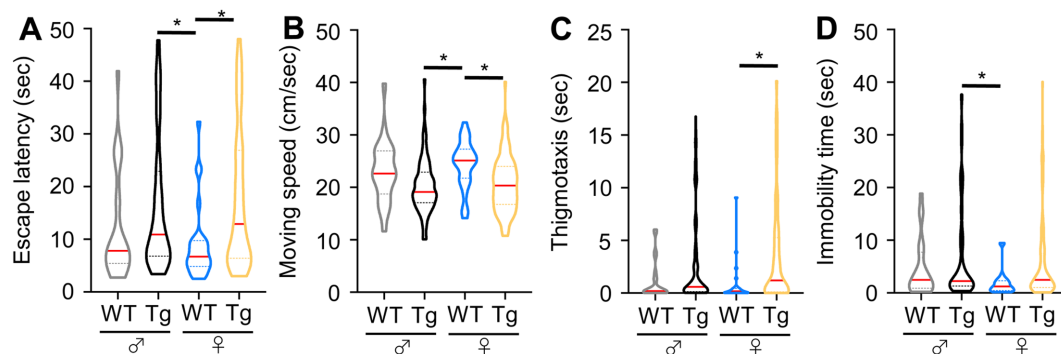 A
Escape latency (sec)
50
40
30
20
10
0
* *
WT Tg WT Tg
♂ ♀
B
Moving speed (cm/sec)
50
40
30
20
10
0
* *
WT Tg WT Tg
♂ ♀
C
Thigmotaxis (sec)
25
20
15
10
5
0
*
WT Tg WT Tg
♂ ♀
D
Immobility time (sec)
50
40
30
20
10
0
*
WT Tg WT Tg
♂ ♀